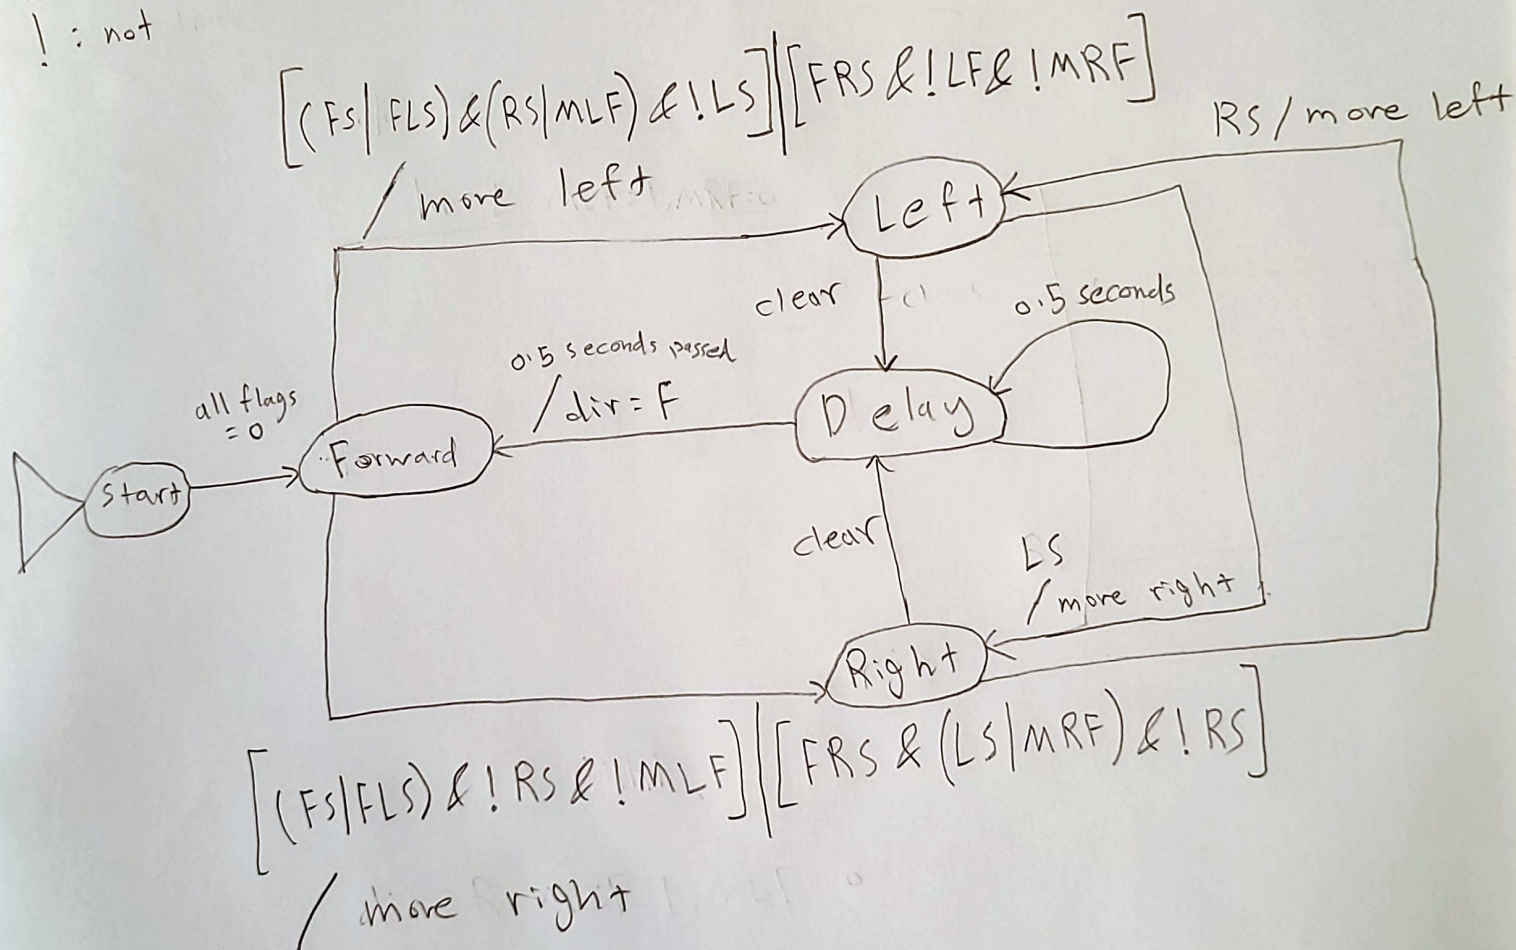 ! : not
[(FS|FLS)&(RS|MLF)&!LS]|[FRS&!LF&!MRF]
/ more left
RS/more left
Left
clear
0.5 seconds
0.5 seconds passed
/dir=F
Delay
all flags
=0
Forward
Start
clear
LS
/more right
Right
[(FS|FLS)&!RS&!MLF]|[FRS&(LS|MRF)&!RS]
/ more right